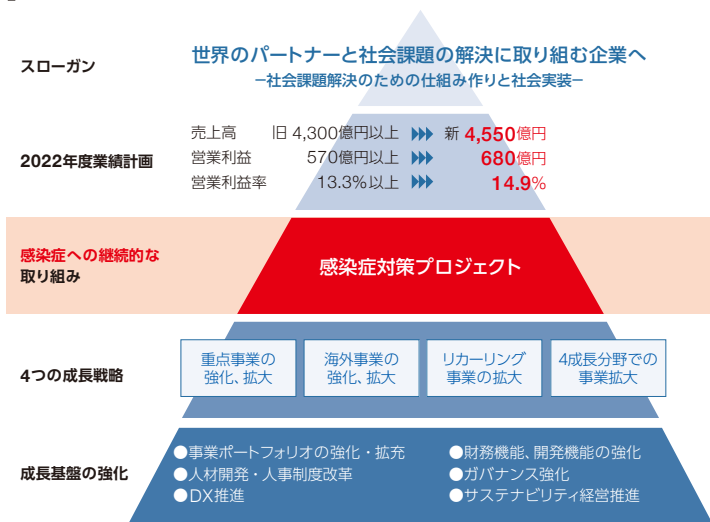 スローガン
世界のパートナーと社会課題の解決に取り組む企業へ
−社会課題解決のための仕組み作りと社会実装−
2022年度業績計画
売上高 旧 4,300億円以上 新 4,550億円
営業利益 570億円以上 680億円
営業利益率 13.3%以上 14.9%
感染症への継続的な
取り組み
感染症対策プロジェクト
4つの成長戦略
重点事業の
強化、拡大
海外事業の
強化、拡大
リカーリング
事業の拡大
4成長分野での
事業拡大
成長基盤の強化
●事業ポートフォリオの強化・拡充
●人材開発・人事制度改革
●DX推進
●財務機能、開発機能の強化
●ガバナンス強化
●サステナビリティ経営推進